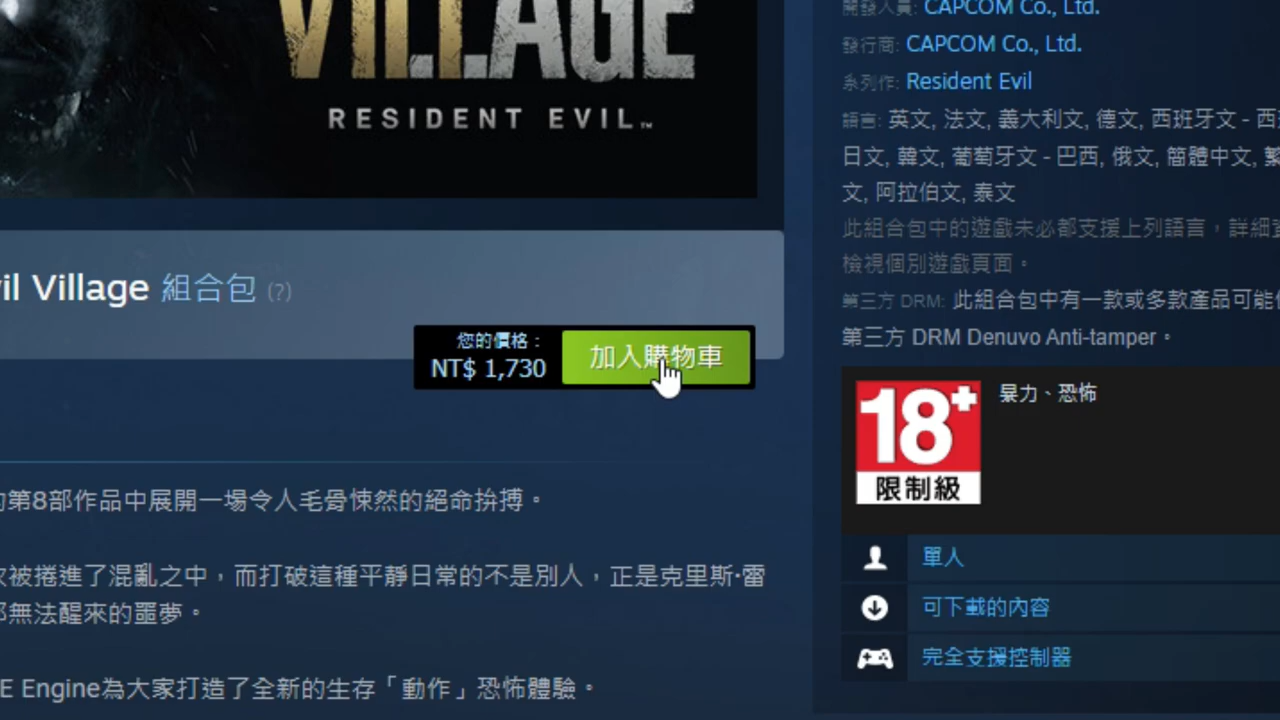 VILLAGE
RESIDENT EVIL™
il Village 組合包 (?)
您的價格：
NT$ 1,730
加入購物車
第8部作品中展開一場令人毛骨悚然的絕命拚搏。
被捲進了混亂之中，而打破這種平靜日常的不是別人，正是克里斯·雷
無法醒來的噩夢。
E Engine為大家打造了全新的生存「動作」恐怖體驗。
開發人員: CAPCOM Co., Ltd.
發行商: CAPCOM Co., Ltd.
系列作: Resident Evil
語言: 英文, 法文, 義大利文, 德文, 西班牙文 - 西
日文, 韓文, 葡萄牙文 - 巴西, 俄文, 簡體中文, 繁
文, 阿拉伯文, 泰文
此組合包中的遊戲未必都支援上列語言，詳細
檢視個別遊戲頁面。
第三方 DRM: 此組合包中有一款或多款產品可能
第三方 DRM Denuvo Anti-tamper。
18+
限制級
暴力、恐怖
單人
可下載的內容
完全支援控制器